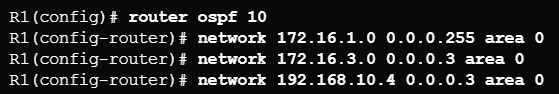 R1(config)# router ospf 10
R1(config-router)# network 172.16.1.0 0.0.0.255 area 0
R1(config-router)# network 172.16.3.0 0.0.0.3 area 0
R1(config-router)# network 192.168.10.4 0.0.0.3 area 0